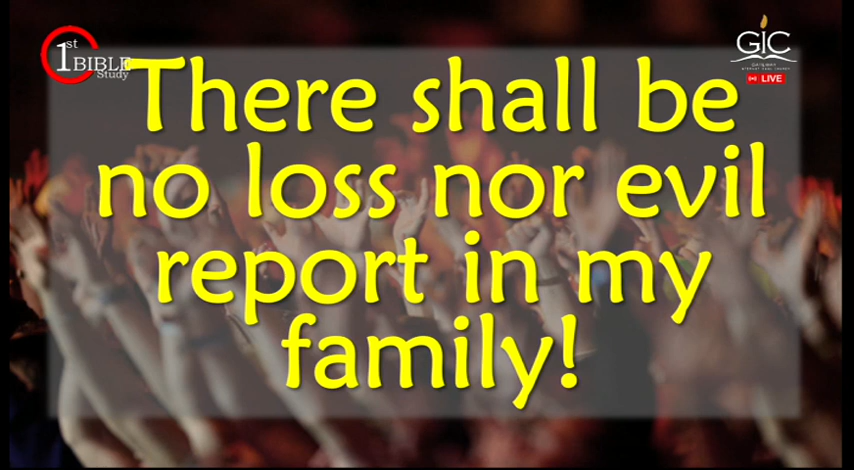 1st
BIBLE
Study
GIC
LIVE
There shall be
no loss nor evil
report in my
family!